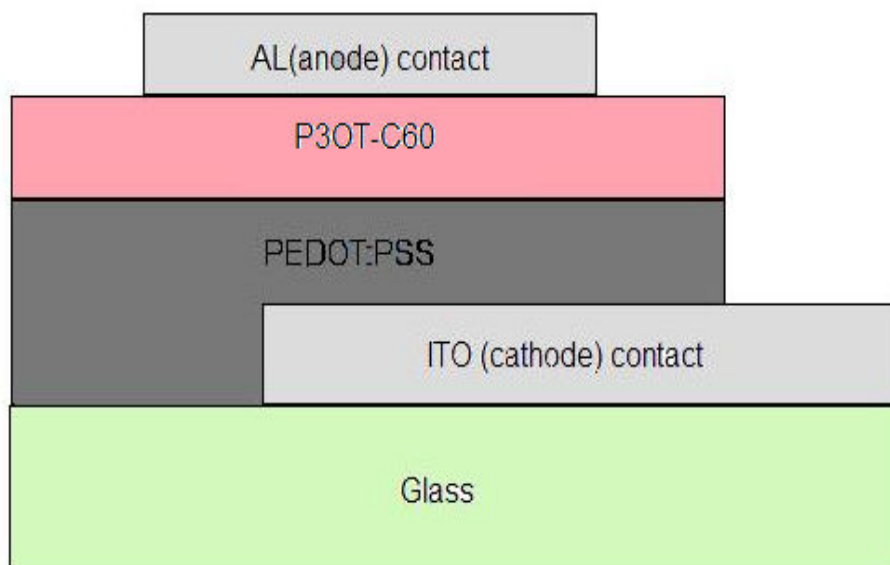 AL(anode) contact
P3OT-C60
PEDOT:PSS
ITO (cathode) contact
Glass